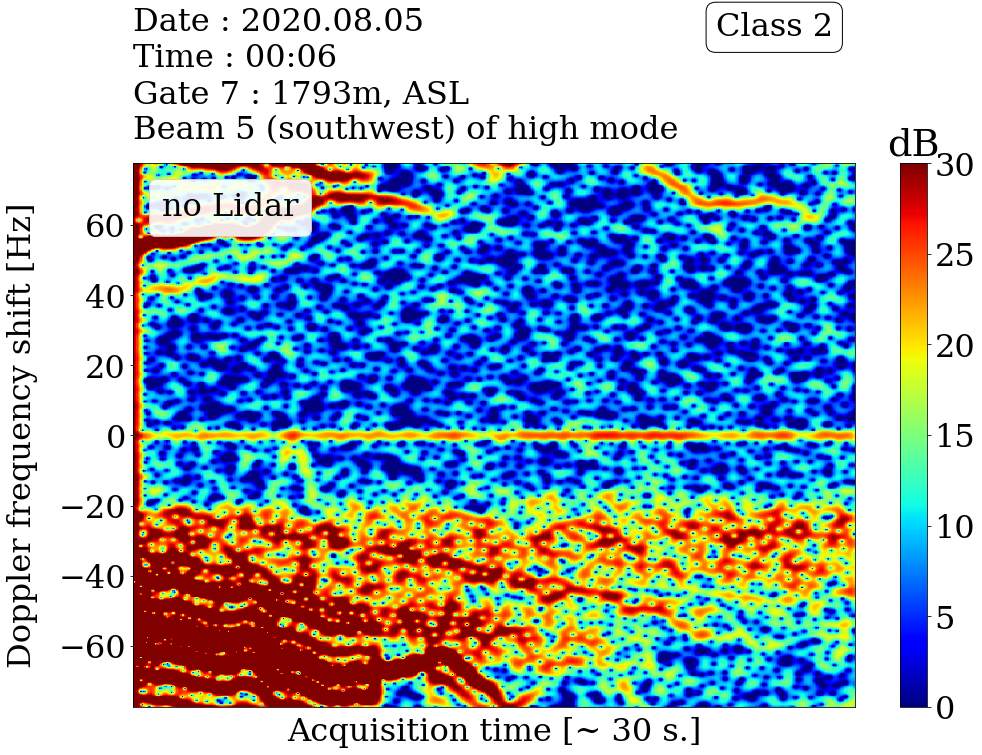 Date : 2020.08.05
Time : 00:06
Gate 7 : 1793m, ASL
Beam 5 (southwest) of high mode
Class 2
dB
no Lidar
Doppler frequency shift [Hz]
60
40
20
0
−20
−40
−60
30
25
20
15
10
5
0
Acquisition time [~ 30 s.]